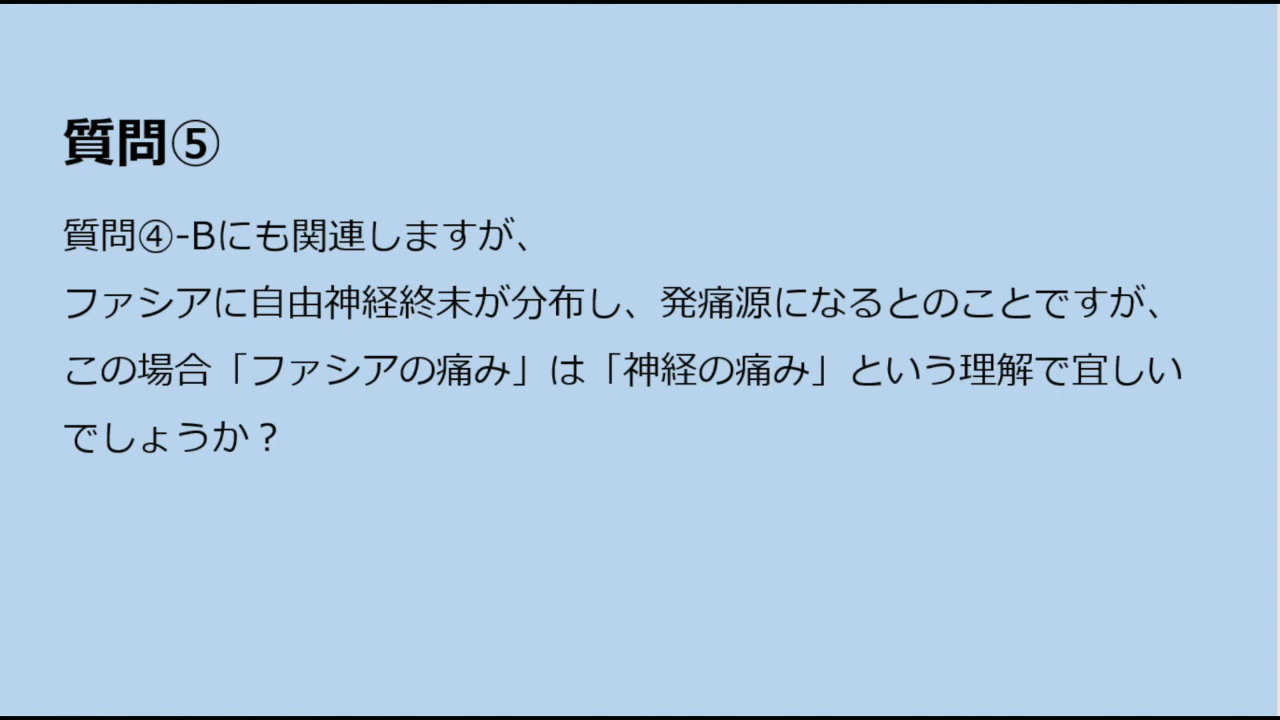 質問⑤
質問④-Bにも関連しますが、
ファシアに自由神経終末が分布し、発痛源になるとのことですが、
この場合「ファシアの痛み」は「神経の痛み」という理解で宜しい
でしょうか？